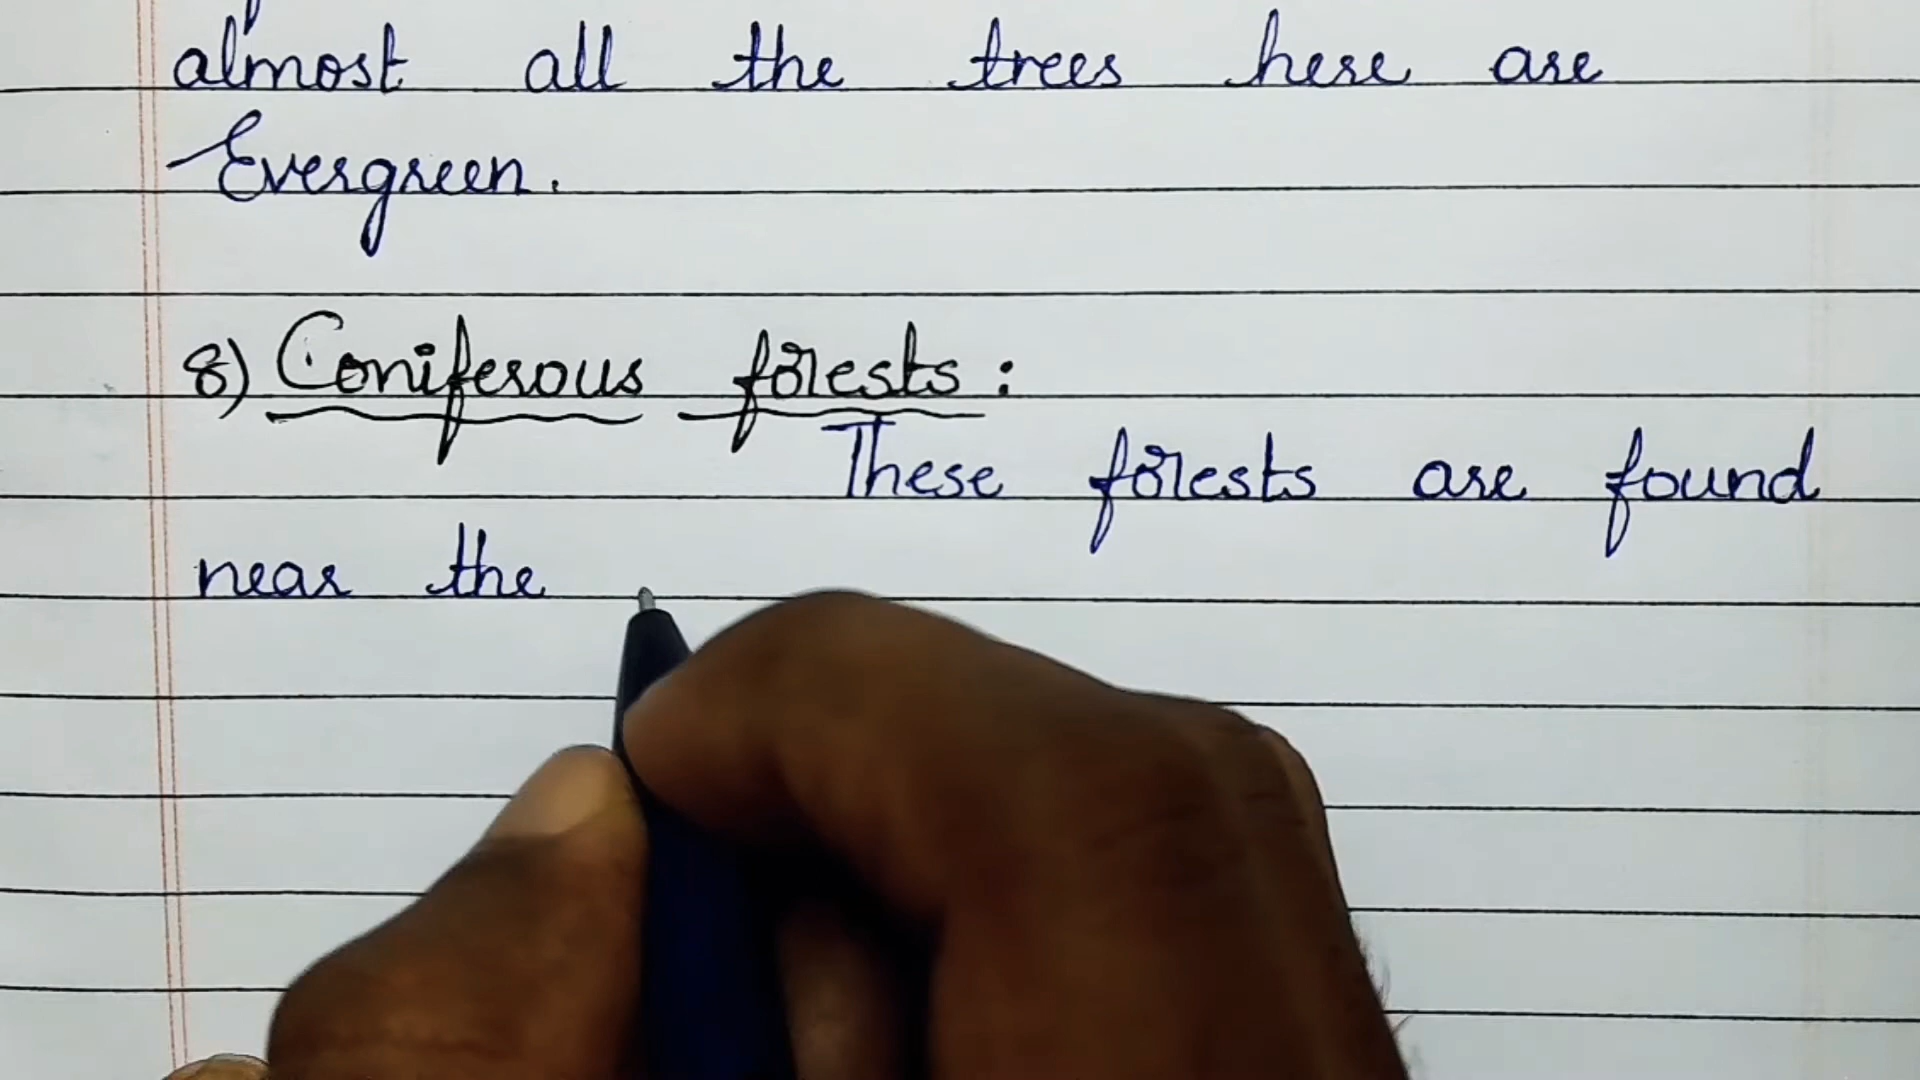 almost all the trees here are
Evergreen.
8) Coniferous forests :
These forests are found
near the